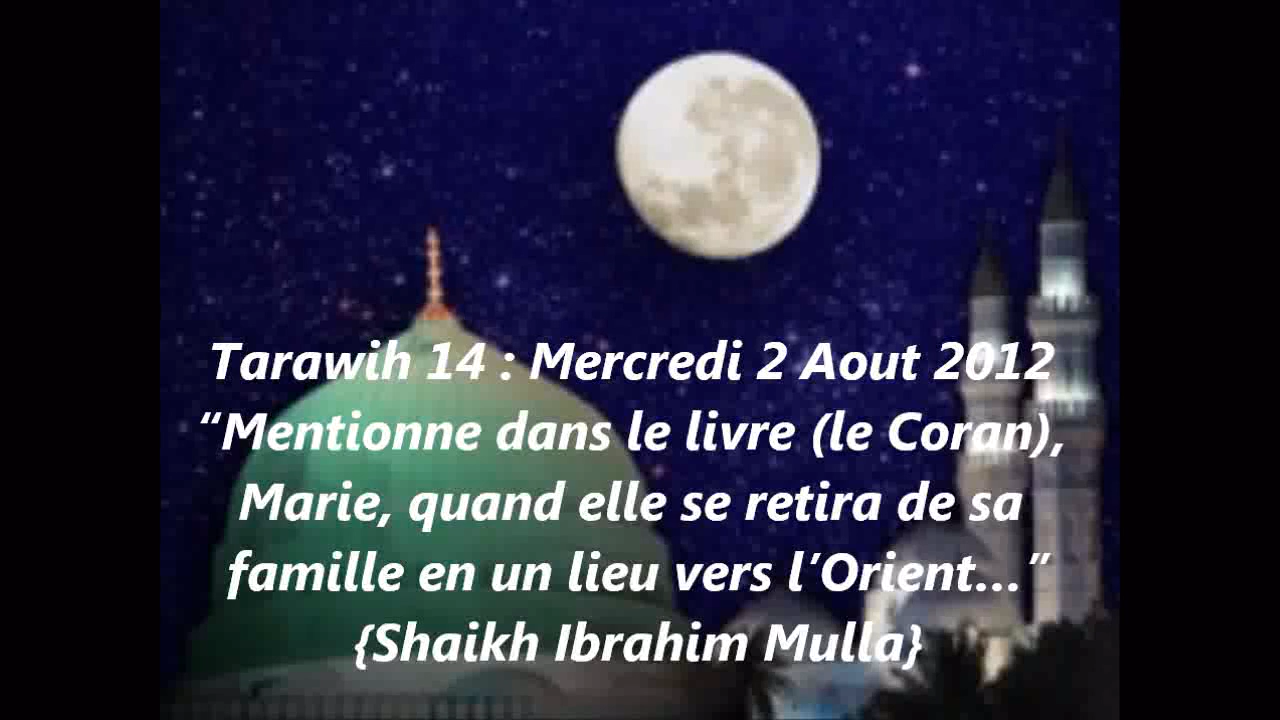 Tarawih 14 : Mercredi 2 Aout 2012
“Mentionne dans le livre (le Coran),
Marie, quand elle se retira de sa
famille en un lieu vers l’Orient...”
{Shaikh Ibrahim Mulla}